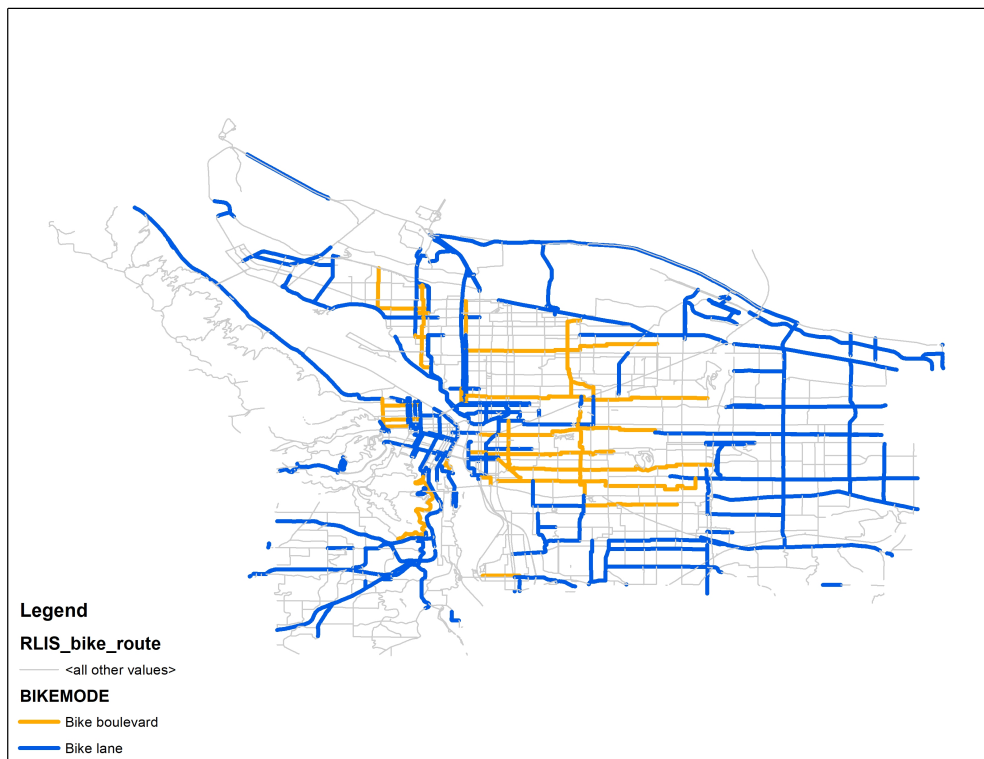 Legend
RLIS_bike_route
<all other values>
BIKEMODE
Bike boulevard
Bike lane